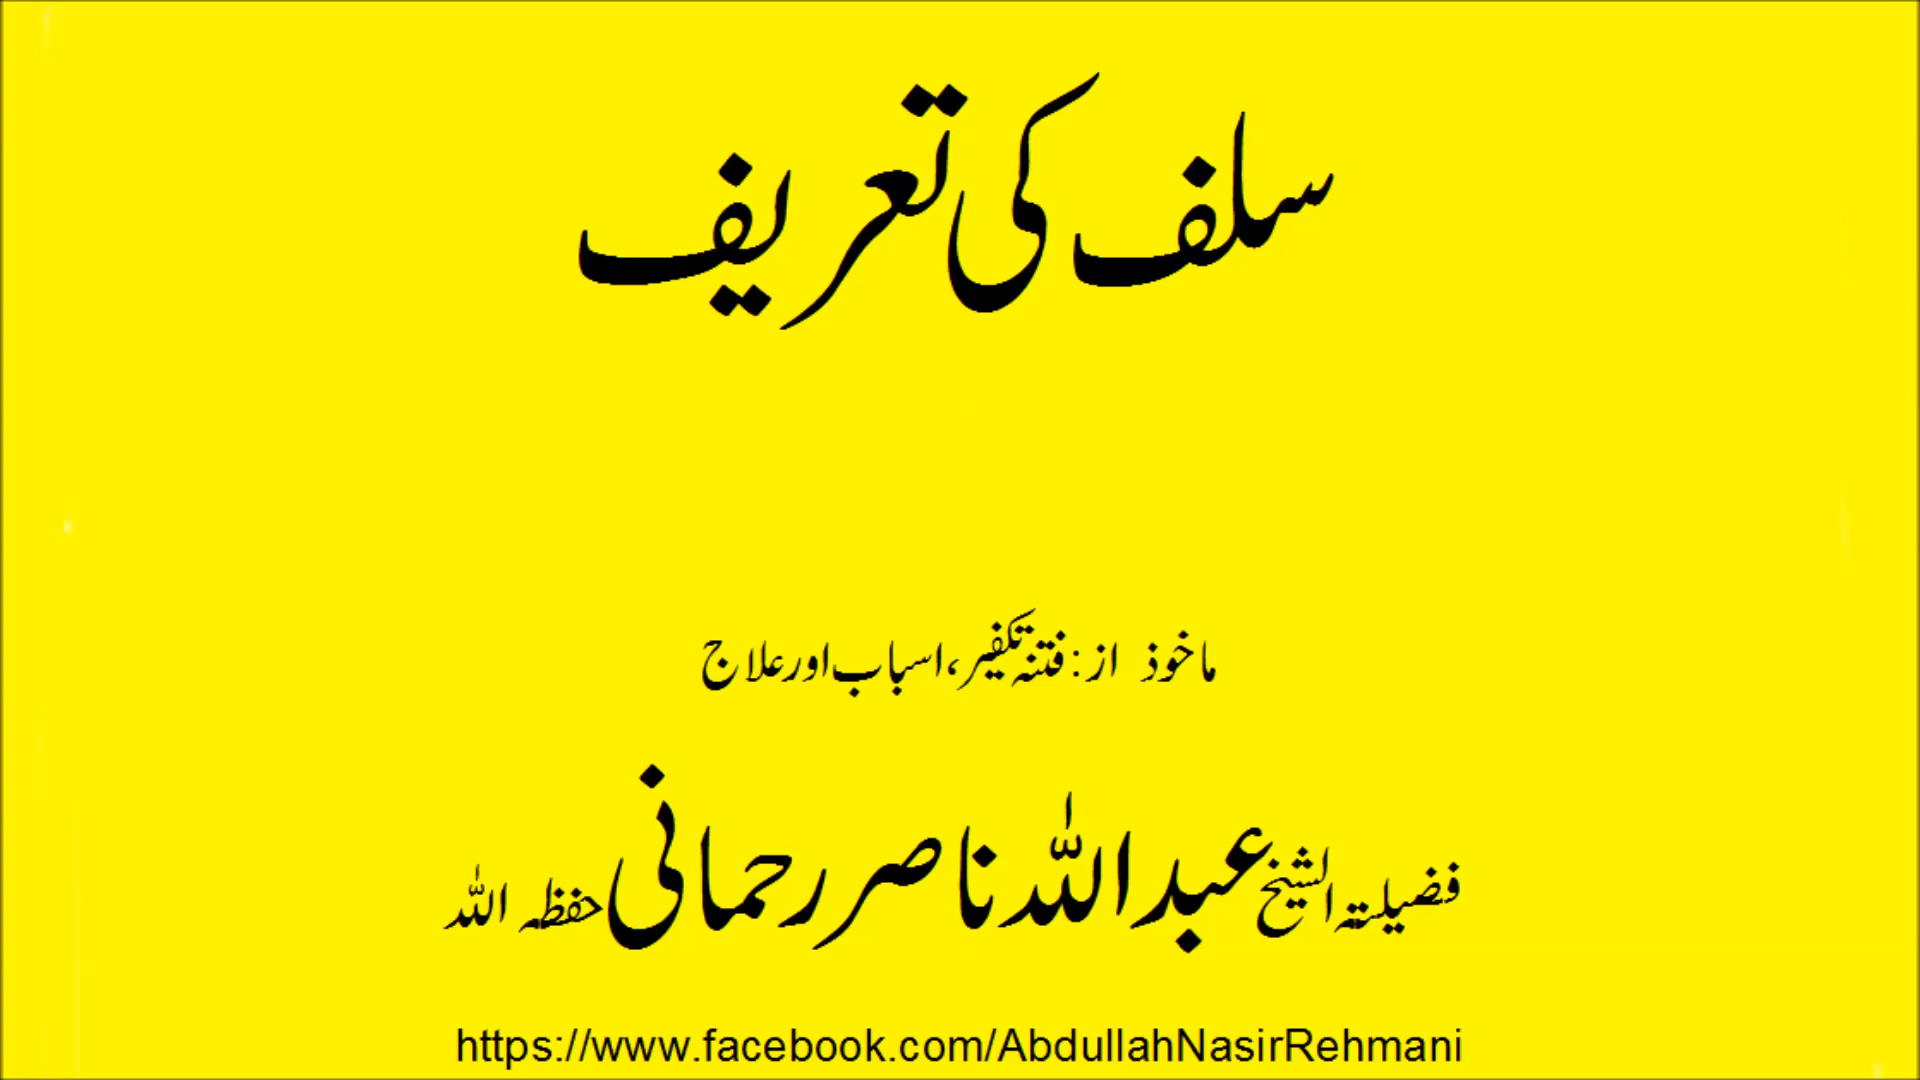 سلف کی تعریف
ماخوذ از: فتنہ تکفیر، اسباب اور علاج
فضیلتہ الشیخ عبداللہ ناصر رحمانی حفظہ اللہ
https://www.facebook.com/AbdullahNasirRehmani